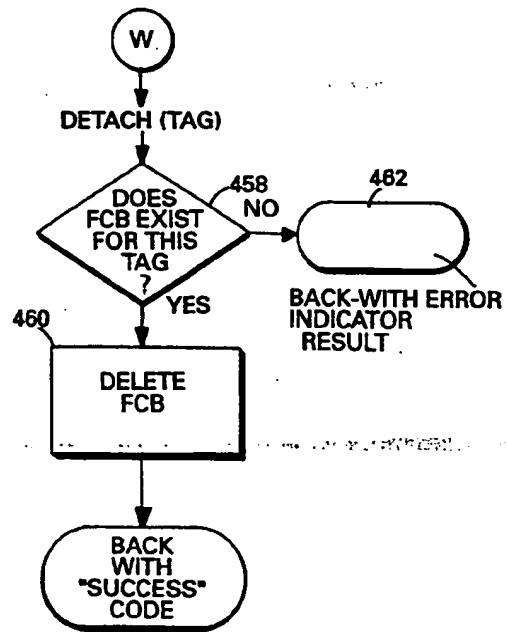 W
DETACH (TAG)
DOES
FCB EXIST
FOR THIS
TAG
?
458
NO
462
BACK-WITH ERROR
INDICATOR
RESULT
YES
460
DELETE
FCB
BACK
WITH
"SUCCESS"
CODE